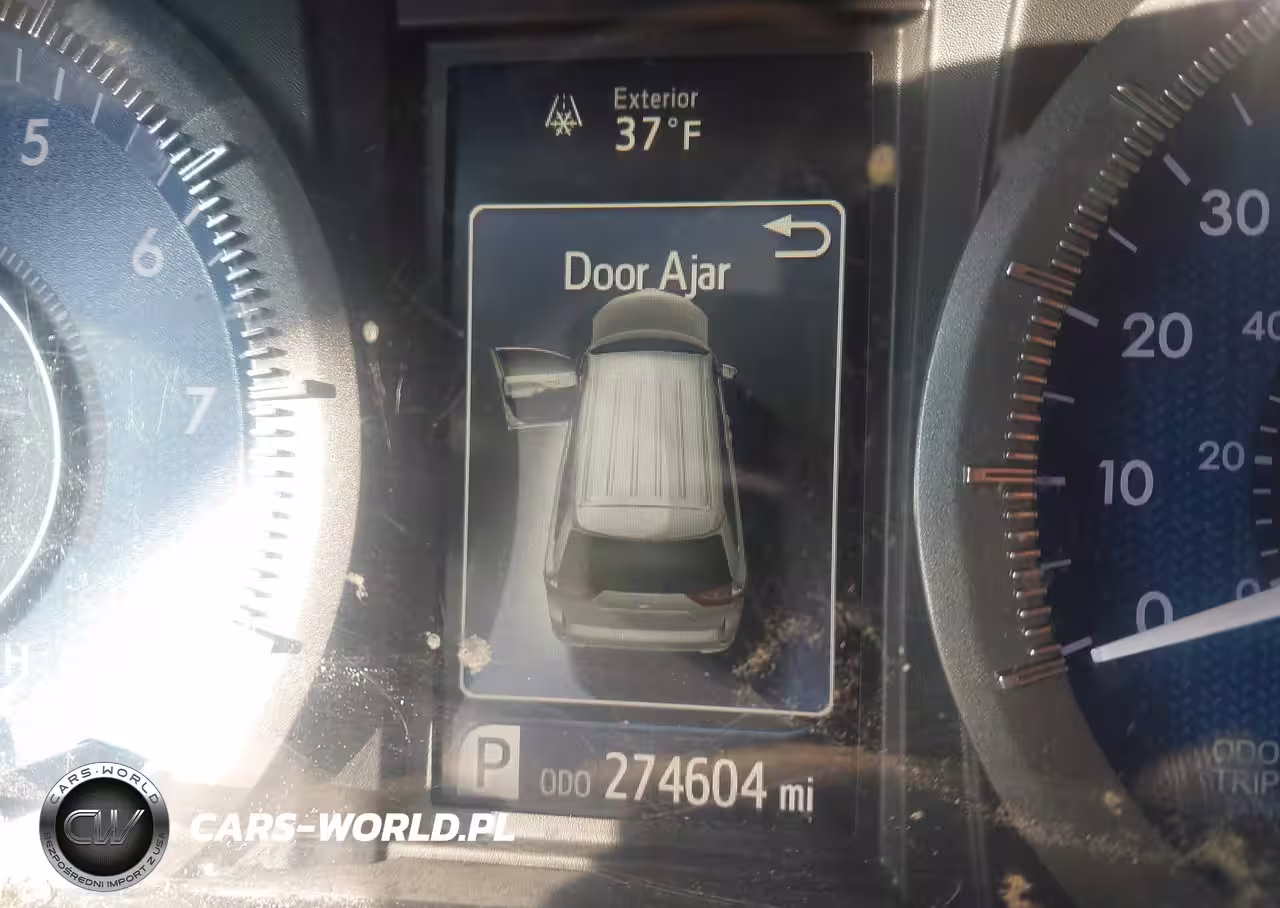 Exterior
37°F
Door Ajar
P ODO 274604 mi
5
6
7
H
30
20
10
0
40
20
0
ODO
TRIP
CARS-WORLD
CW
BEZPOŚREDNI IMPORT Z USA
CARS-WORLD.PL